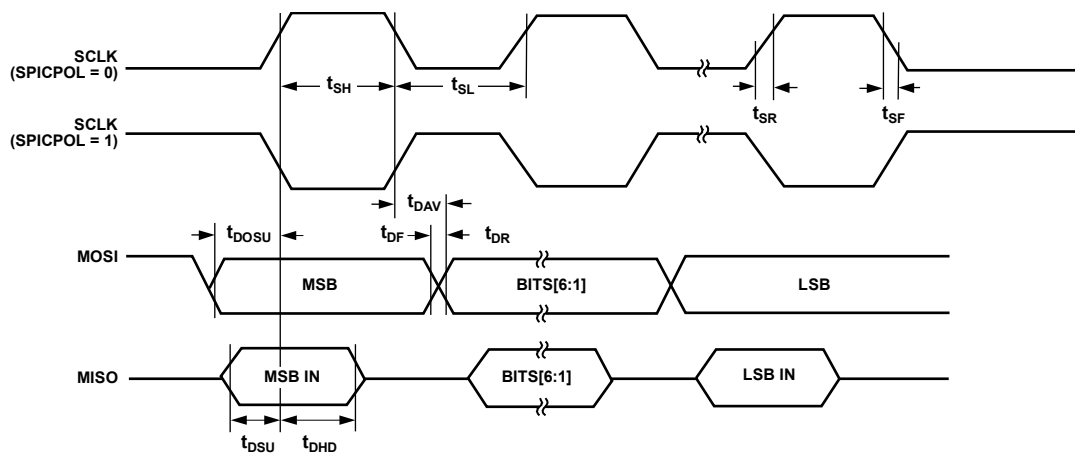 SCLK
(SPICPOL = 0)
tSH
tSL
tSR
tSF
SCLK
(SPICPOL = 1)
tDAV
tDOSU
tDF
tDR
MOSI
MSB
BITS[6:1]
LSB
MISO
MSB IN
BITS[6:1]
LSB IN
tDSU
tDHD